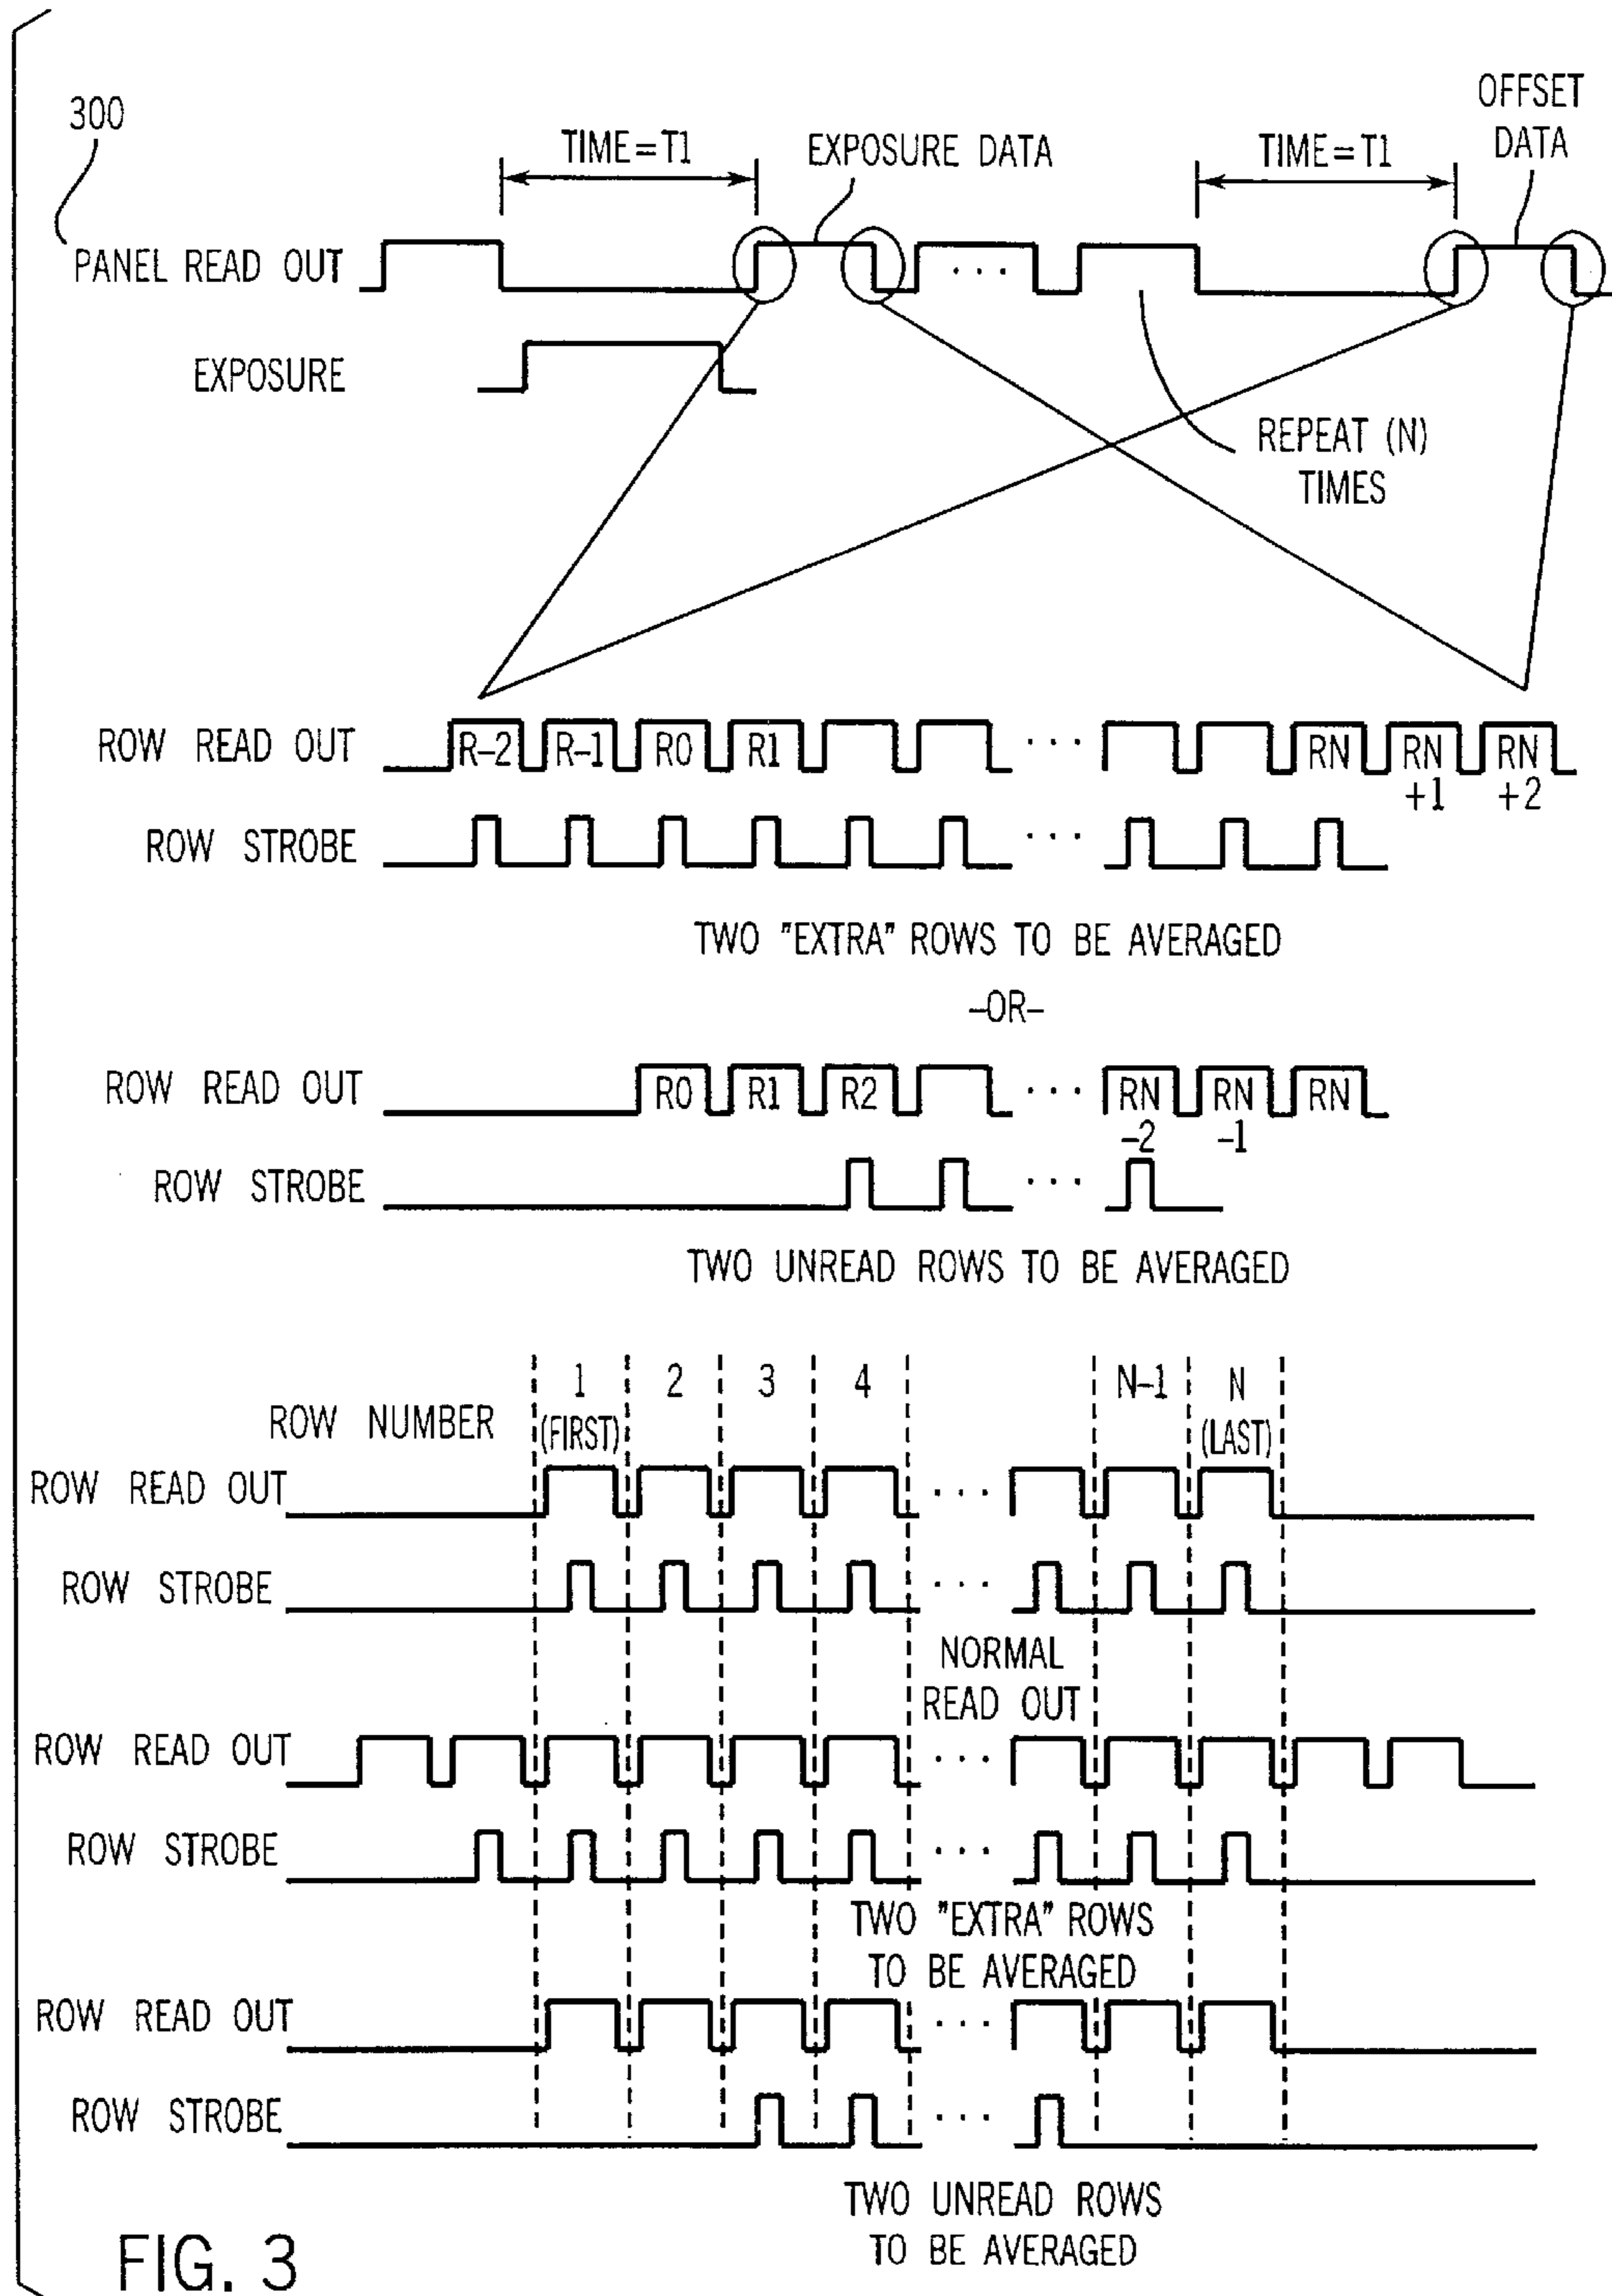 OFFSET
DATA
300
TIME=T1
EXPOSURE DATA
TIME=T1
PANEL READ OUT
...
EXPOSURE
REPEAT (N)
TIMES
ROW READ OUT R-2 R-1 R0 R1 ... RN RN RN
+1 +2
ROW STROBE ...
TWO "EXTRA" ROWS TO BE AVERAGED
-OR-
ROW READ OUT R0 R1 R2 ... RN RN RN
-2 -1
ROW STROBE ...
TWO UNREAD ROWS TO BE AVERAGED
1 2 3 4 N-1 N
ROW NUMBER (FIRST) (LAST)
ROW READ OUT ...
ROW STROBE ...
NORMAL
READ OUT
ROW READ OUT ...
ROW STROBE ...
TWO "EXTRA" ROWS
TO BE AVERAGED
ROW READ OUT ...
ROW STROBE ...
TWO UNREAD ROWS
TO BE AVERAGED
FIG. 3